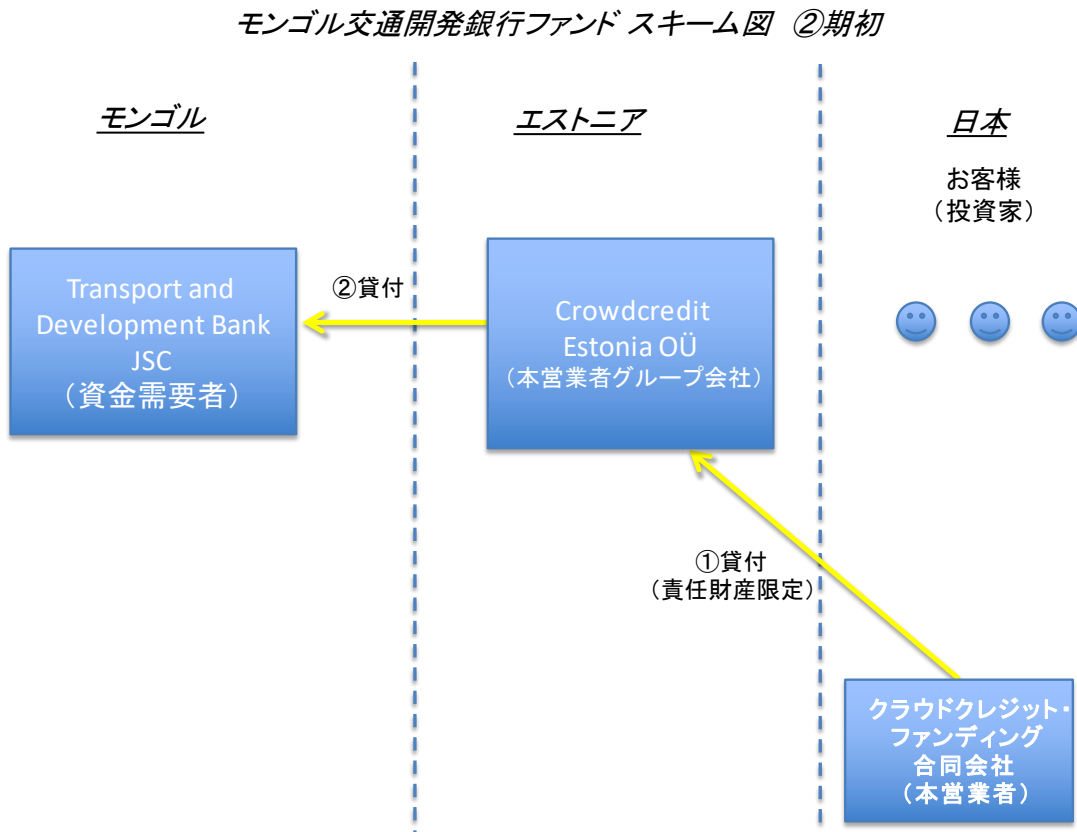 モンゴル交通開発銀行ファンド スキーム図 ②期初
モンゴル
エストニア
日本
お客様
（投資家）
Transport and
Development Bank
JSC
（資金需要者）
②貸付
Crowdcredit
Estonia OÜ
（本営業者グループ会社）
①貸付
（責任財産限定）
クラウドクレジット・
ファンディング
合同会社
（本営業者）